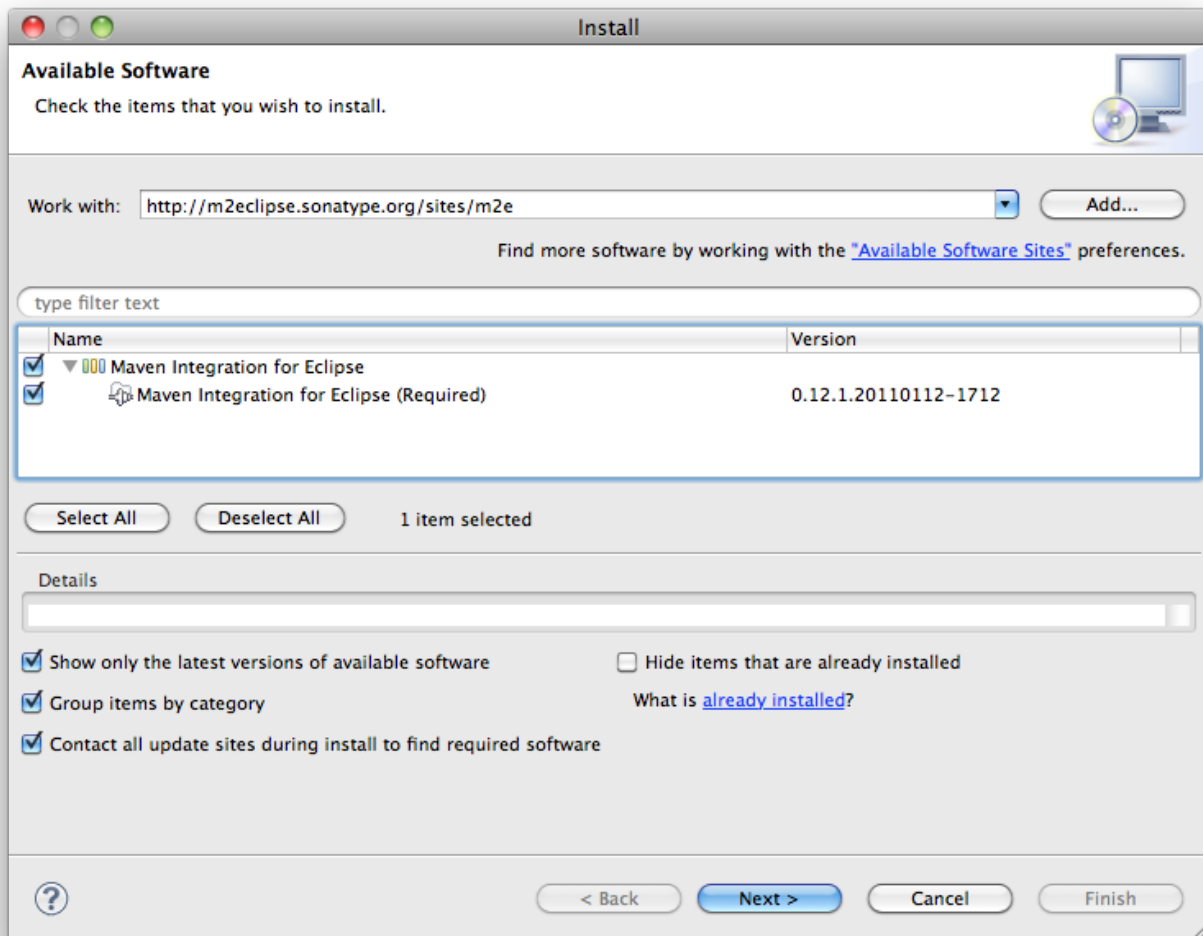 Install
Available Software
Check the items that you wish to install.
Work with: http://m2eclipse.sonatype.org/sites/m2e Add...
Find more software by working with the "Available Software Sites" preferences.
type filter text
Name Version
Maven Integration for Eclipse
Maven Integration for Eclipse (Required) 0.12.1.20110112-1712
Select All Deselect All 1 item selected
Details
Show only the latest versions of available software Hide items that are already installed
Group items by category What is already installed?
Contact all update sites during install to find required software
? < Back Next > Cancel Finish